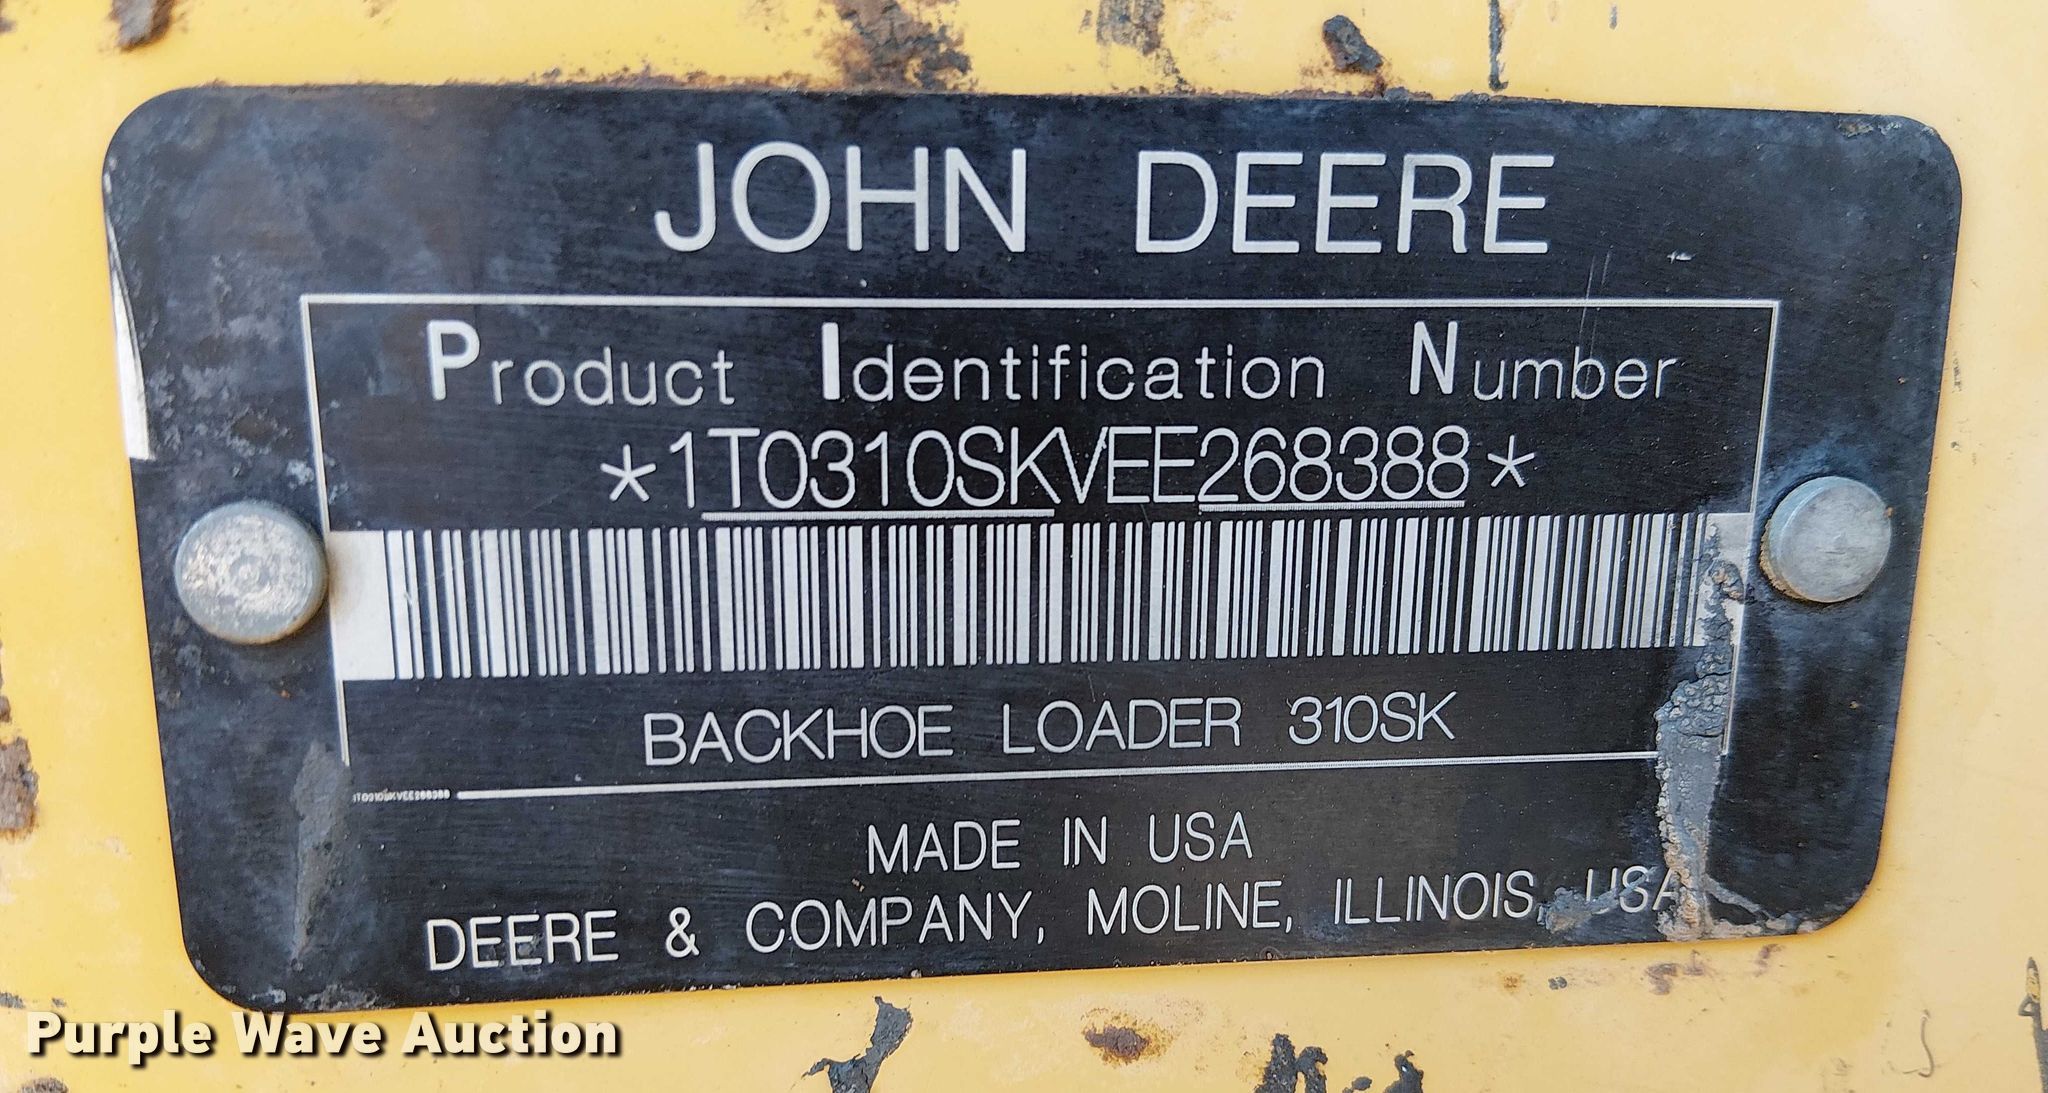 JOHN DEERE
Product Identification Number
*1T0310SKVEE268388*
BACKHOE LOADER 310SK
1T0310SKVEE268388
MADE IN USA
DEERE & COMPANY, MOLINE, ILLINOIS, USA
Purple Wave Auction